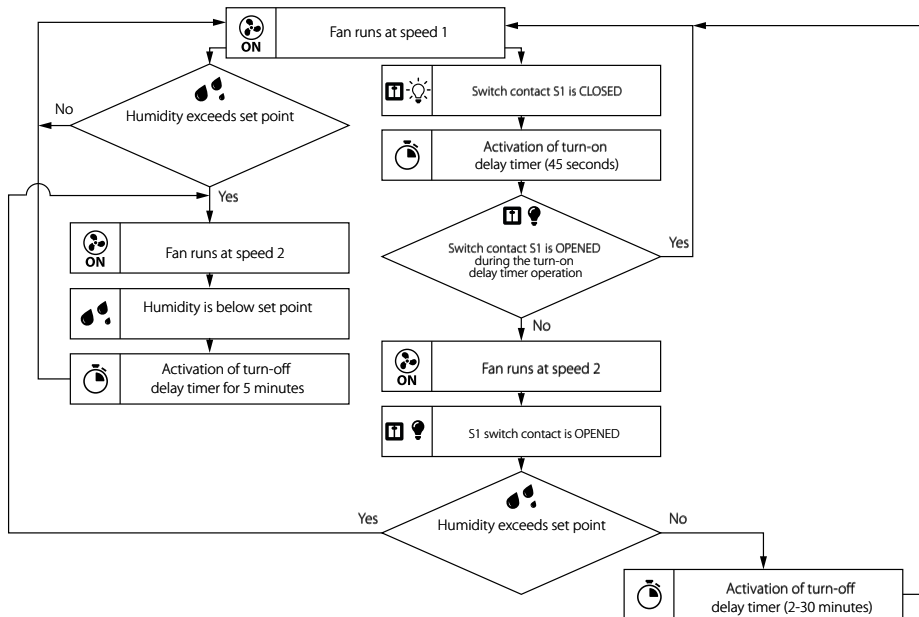 ON
Fan runs at speed 1
Humidity exceeds set point
No
Yes
ON
Fan runs at speed 2
Humidity is below set point
Activation of turn-off
delay timer for 5 minutes
Switch contact S1 is CLOSED
Activation of turn-on
delay timer (45 seconds)
Switch contact S1 is OPENED
during the turn-on
delay timer operation
Yes
No
ON
Fan runs at speed 2
S1 switch contact is OPENED
Humidity exceeds set point
Yes
No
Activation of turn-off
delay timer (2-30 minutes)